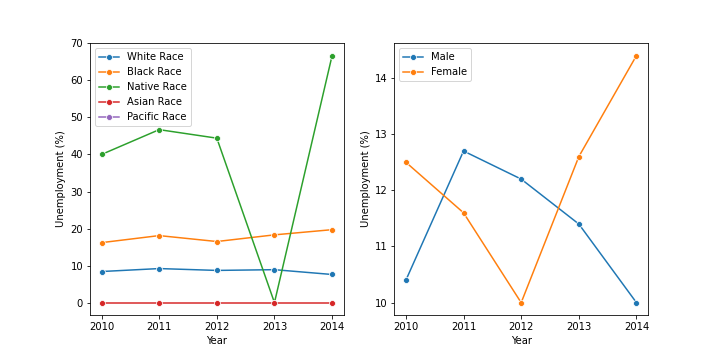 70
60
50
40
30
20
10
0
Unemployment (%)
White Race
Black Race
Native Race
Asian Race
Pacific Race
2010 2011 2012 2013 2014
Year
14
13
12
11
10
Unemployment (%)
Male
Female
2010 2011 2012 2013 2014
Year